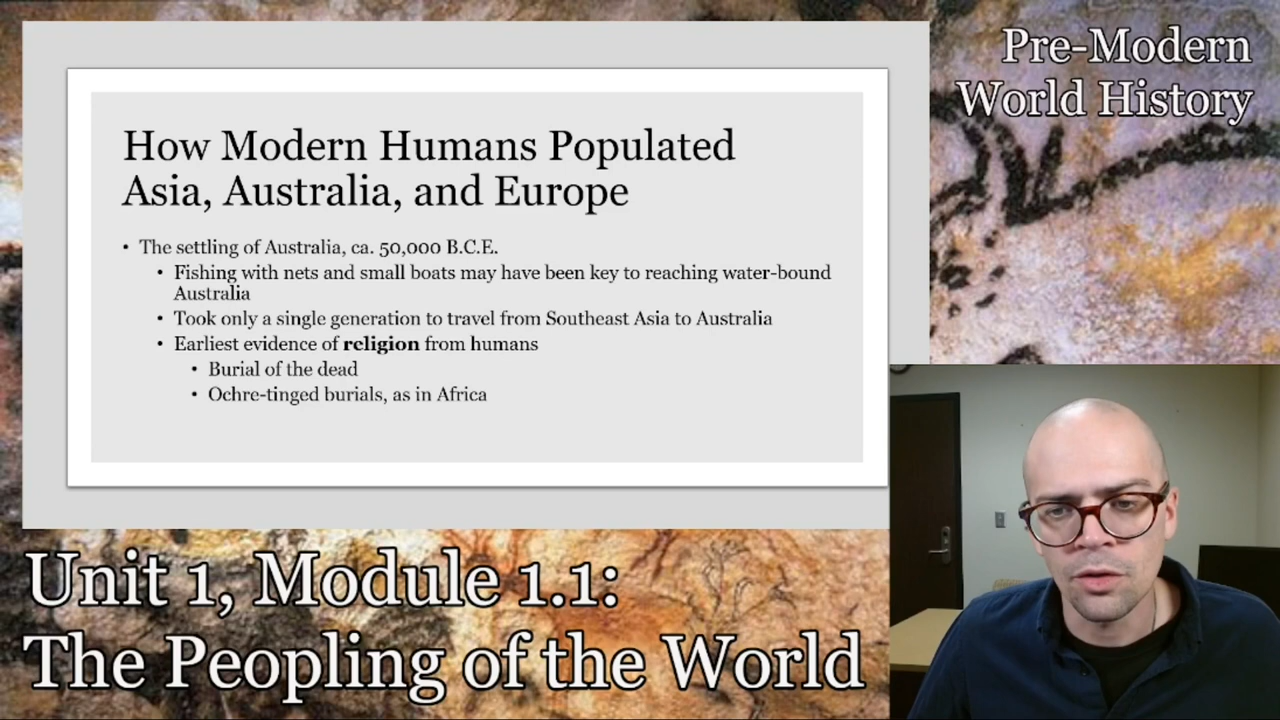 Pre-Modern
World History
How Modern Humans Populated
Asia, Australia, and Europe
• The settling of Australia, ca. 50,000 B.C.E.
• Fishing with nets and small boats may have been key to reaching water-bound
Australia
• Took only a single generation to travel from Southeast Asia to Australia
• Earliest evidence of religion from humans
• Burial of the dead
• Ochre-tinged burials, as in Africa
Unit 1, Module 1.1:
The Peopling of the World